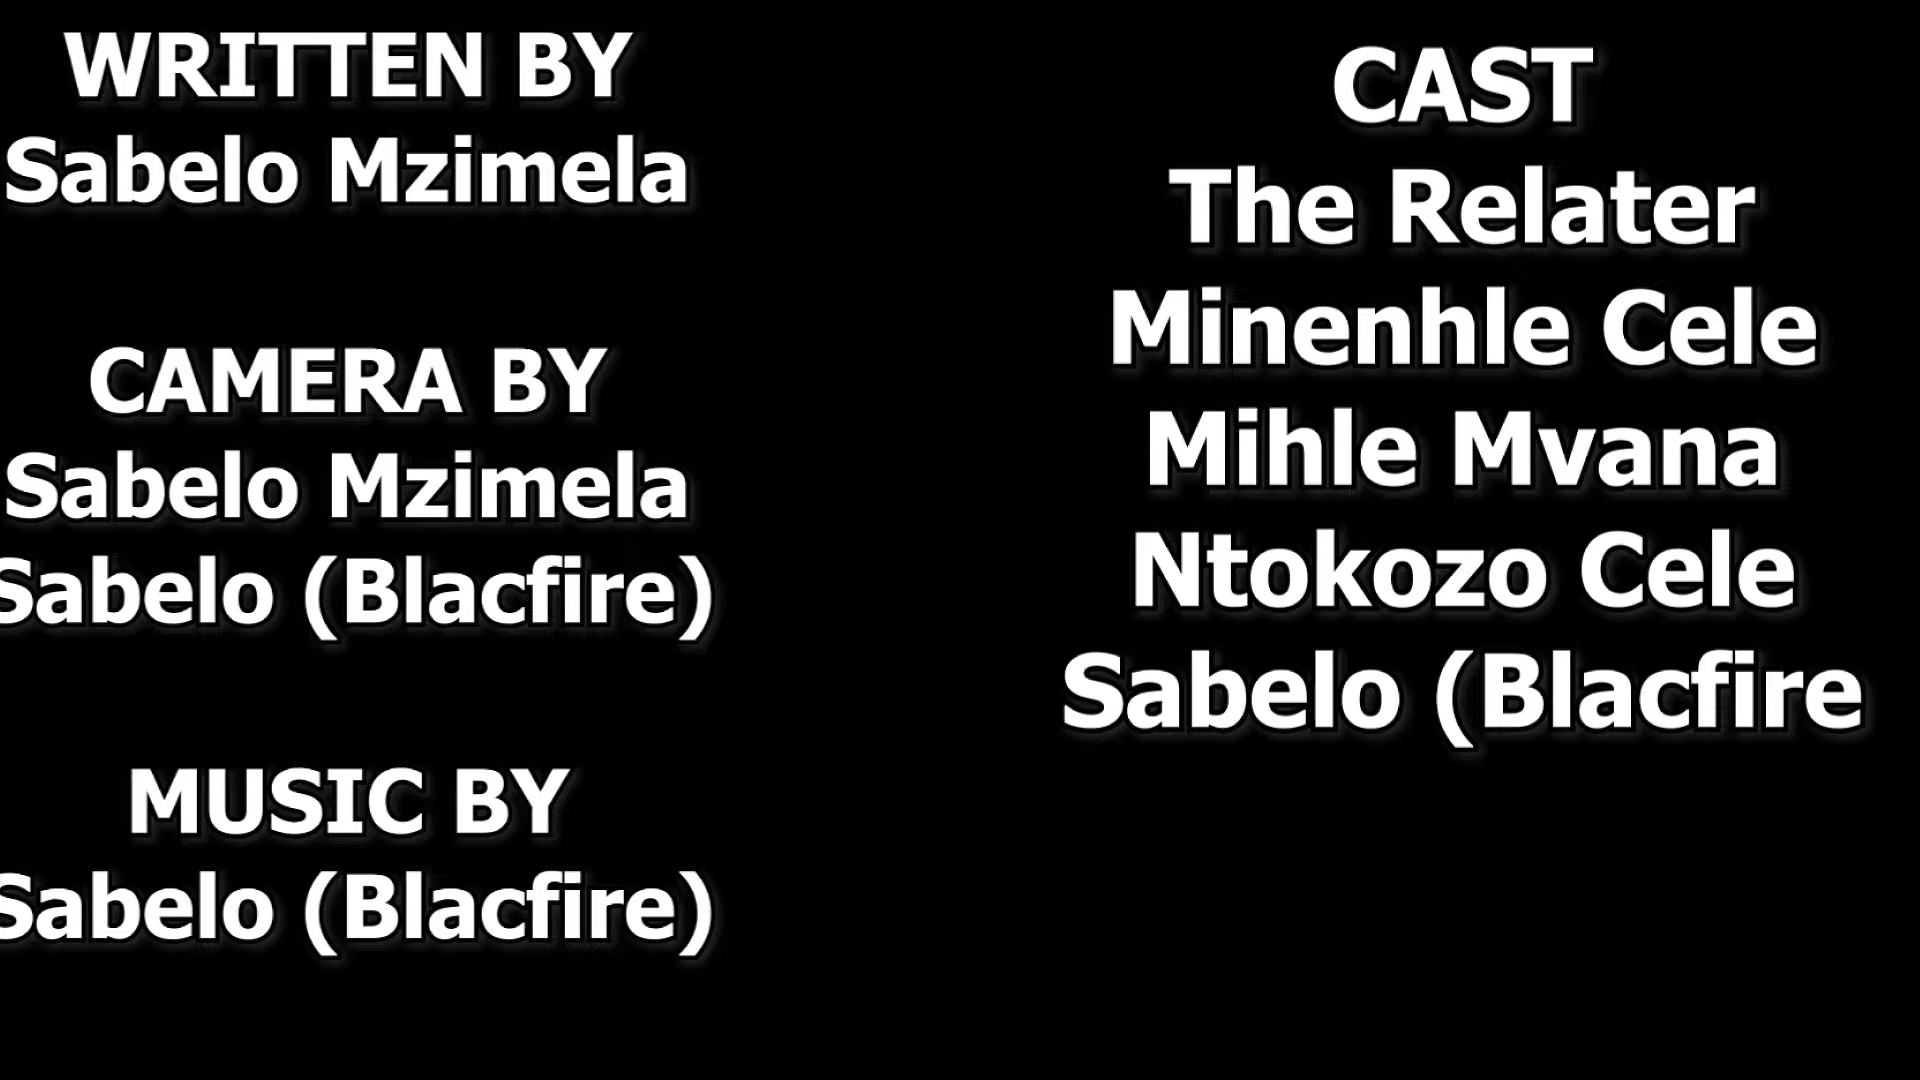 WRITTEN BY
Sabelo Mzimela
CAMERA BY
Sabelo Mzimela
Sabelo (Blacfire)
MUSIC BY
Sabelo (Blacfire)
CAST
The Relater
Minenhle Cele
Mihle Mvana
Ntokozo Cele
Sabelo (Blacfire